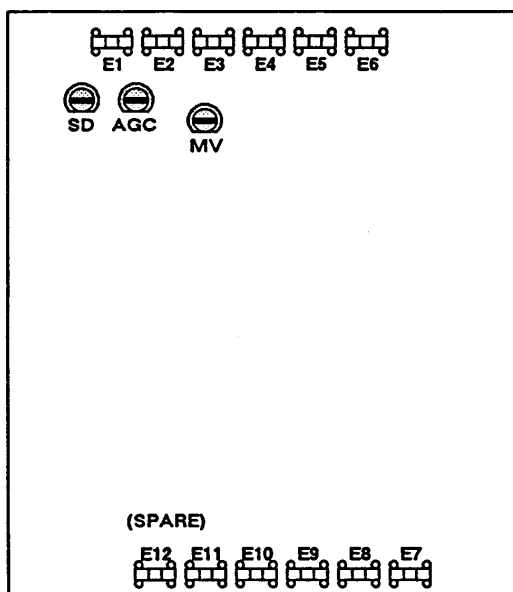 E1 E2 E3 E4 E5 E6
SD AGC
MV
(SPARE)
E12 E11 E10 E9 E8 E7